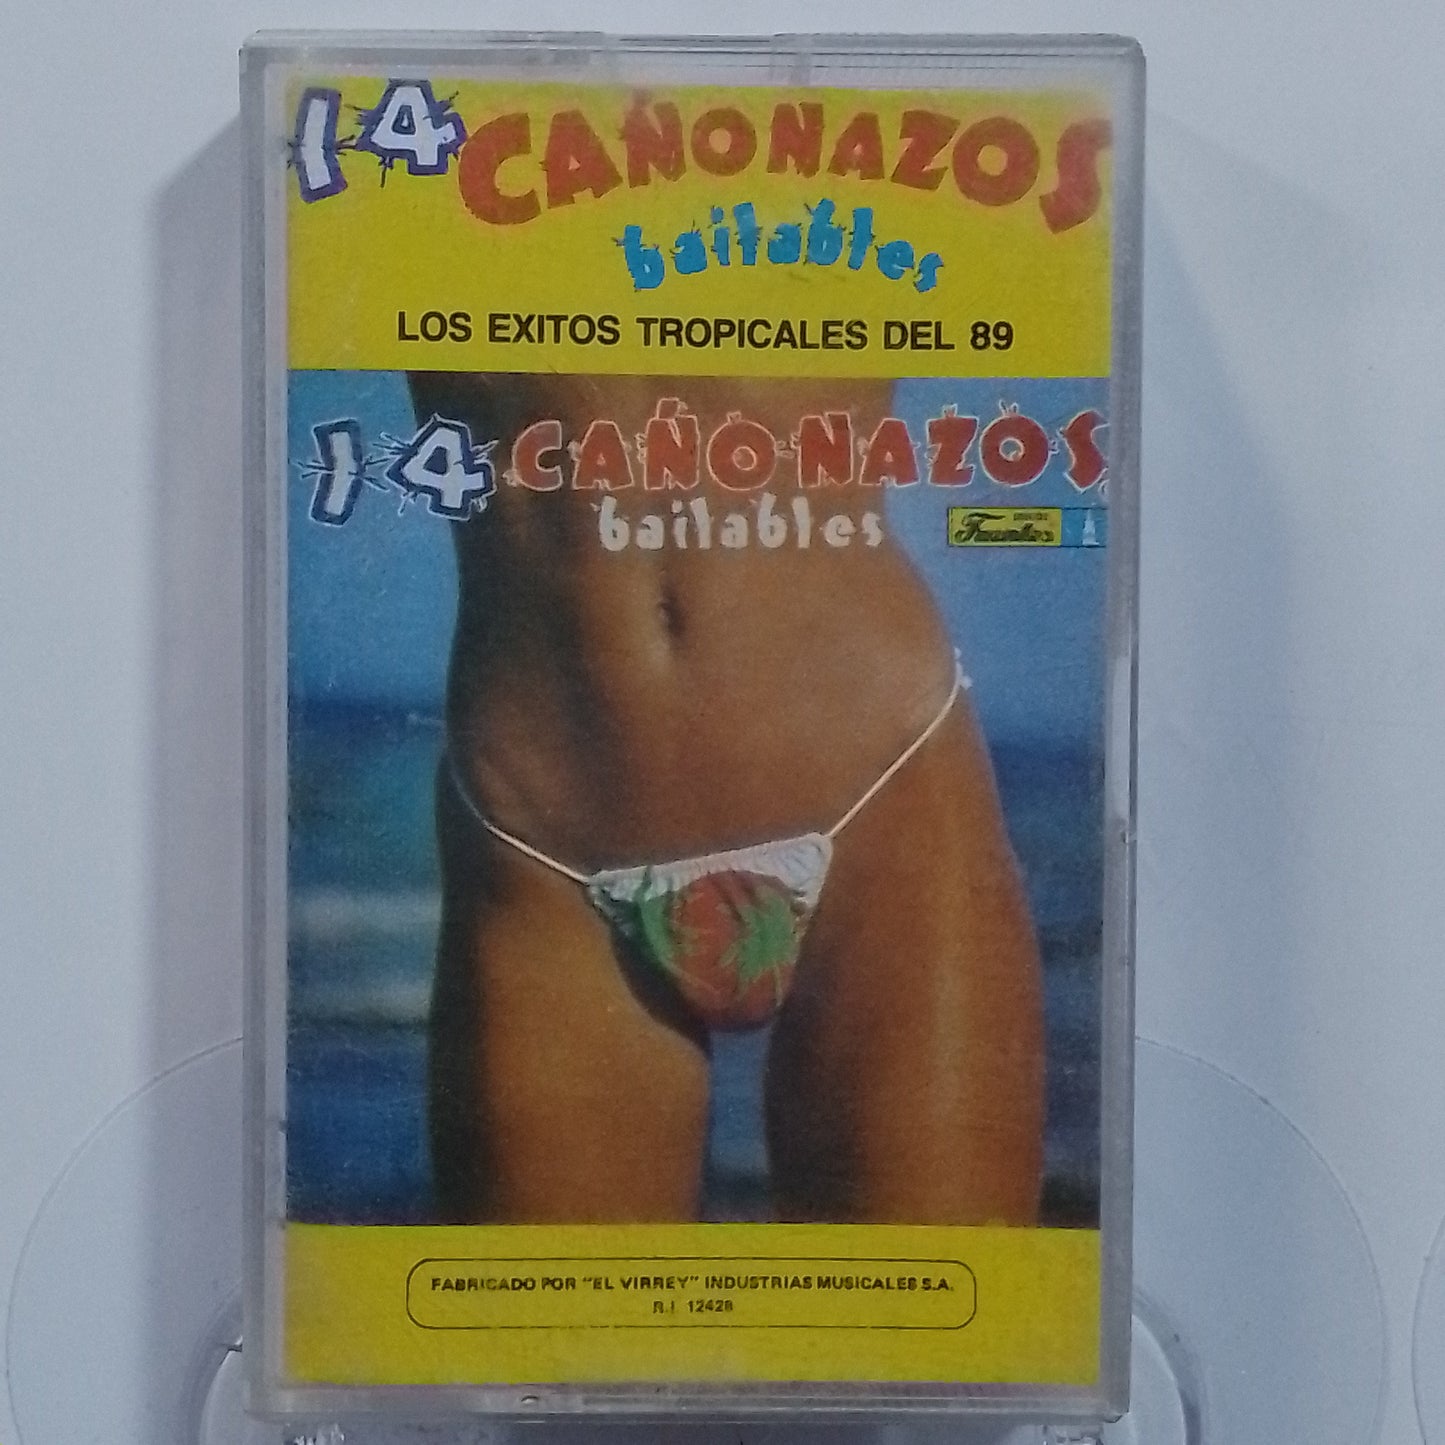 14 CAÑONAZOS
bailables
LOS EXITOS TROPICALES DEL 89
14 CAÑONAZOS
bailables
Fuentes
FABRICADO POR "EL VIRREY" INDUSTRIAS MUSICALES S.A.
R.I. 12428